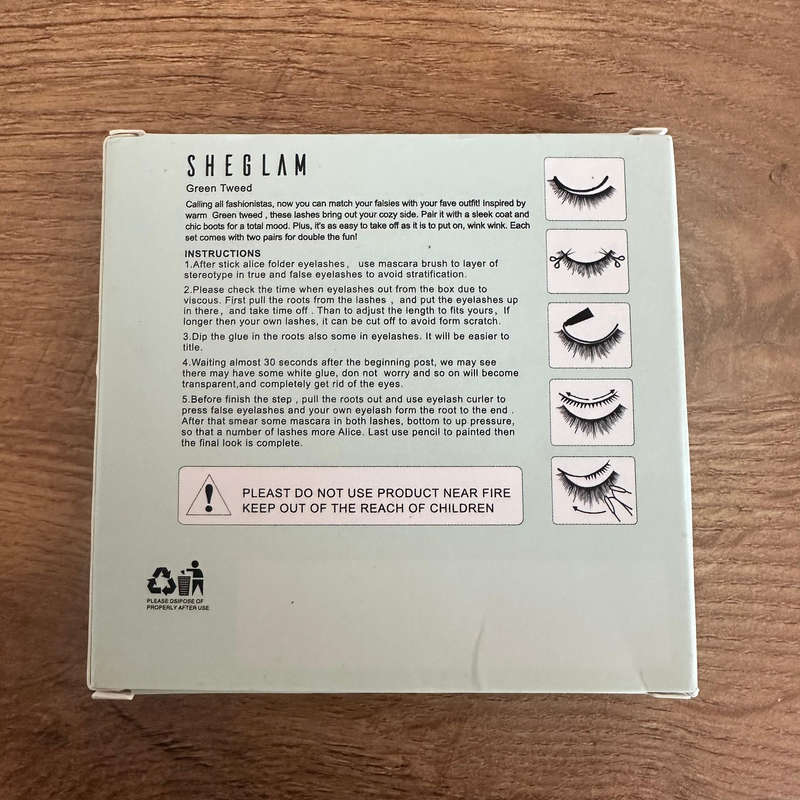 SHEGLAM
Green Tweed
Calling all fashionistas, now you can match your falsies with your fave outfit! Inspired by
warm Green tweed , these lashes bring out your cozy side. Pair it with a sleek coat and
chic boots for a total mood. Plus, it's as easy to take off as it is to put on, wink wink. Each
set comes with two pairs for double the fun!
INSTRUCTIONS
1.After stick alice folder eyelashes, use mascara brush to layer of
stereotype in true and false eyelashes to avoid stratification.
2.Please check the time when eyelashes out from the box due to
viscous. First pull the roots from the lashes , and put the eyelashes up
in there, and take time off . Than to adjust the length to fits yours, If
longer then your own lashes, it can be cut off to avoid form scratch.
3.Dip the glue in the roots also some in eyelashes. It will be easier to
title.
4.Waiting almost 30 seconds after the beginning post, we may see
there may have some white glue, don not worry and so on will become
transparent,and completely get rid of the eyes.
5.Before finish the step , pull the roots out and use eyelash curler to
press false eyelashes and your own eyelash form the root to the end .
After that smear some mascara in both lashes, bottom to up pressure,
so that a number of lashes more Alice. Last use pencil to painted then
the final look is complete.
PLEAST DO NOT USE PRODUCT NEAR FIRE
KEEP OUT OF THE REACH OF CHILDREN
PLEASE DSIPOSE OF
PROPERLY AFTER USE